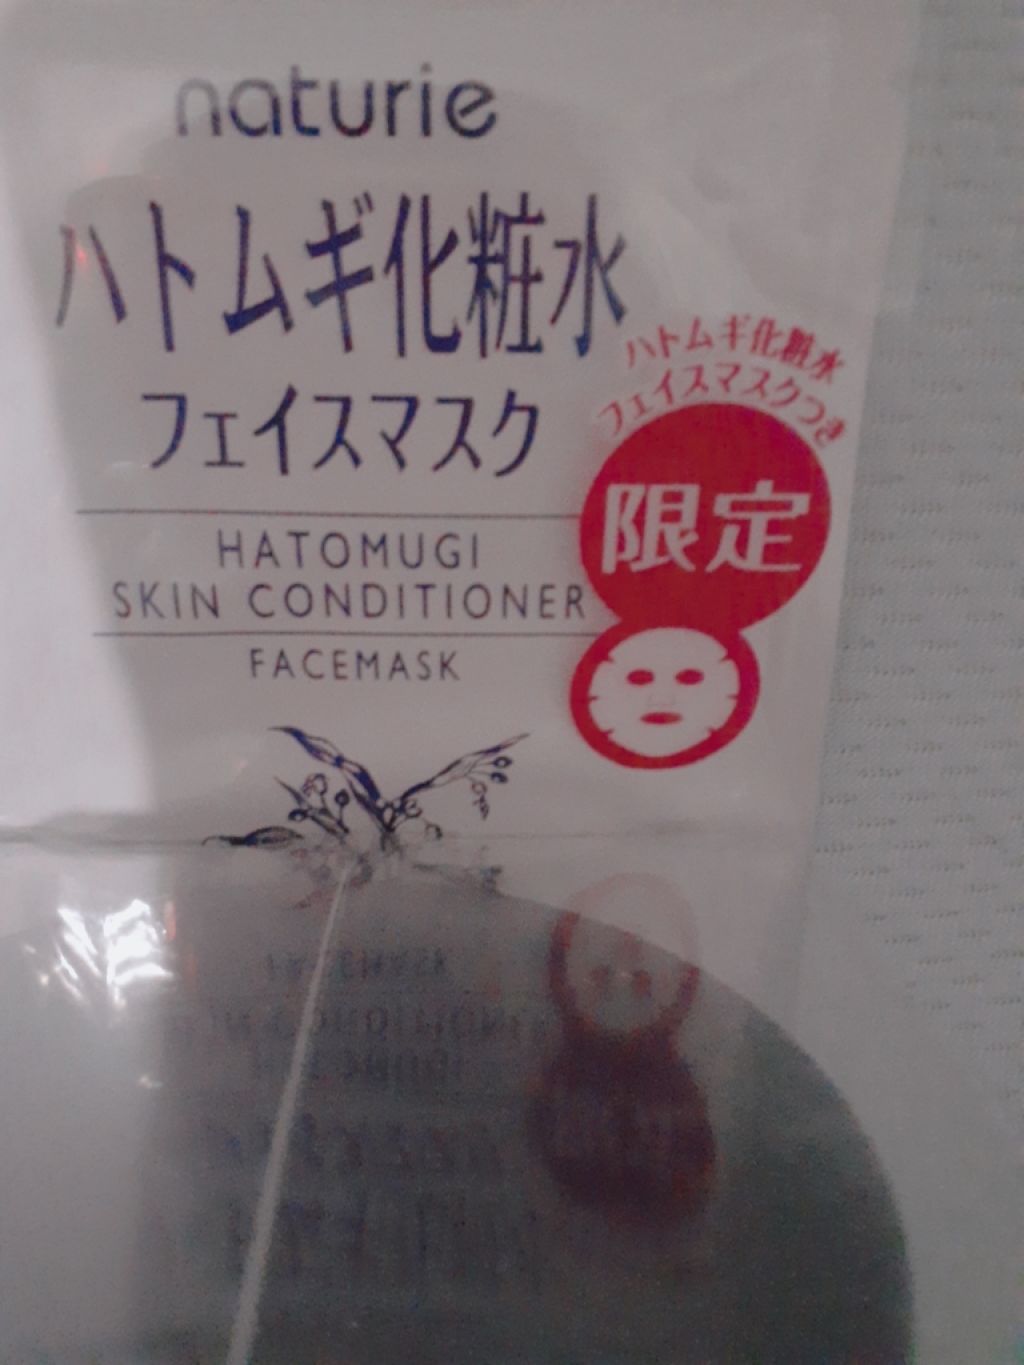 naturie
ハトムギ化粧水
フェイスマスク
HATOMUGI
SKIN CONDITIONER
FACEMASK
ハトムギ化粧水
フェイスマスクつき
限定